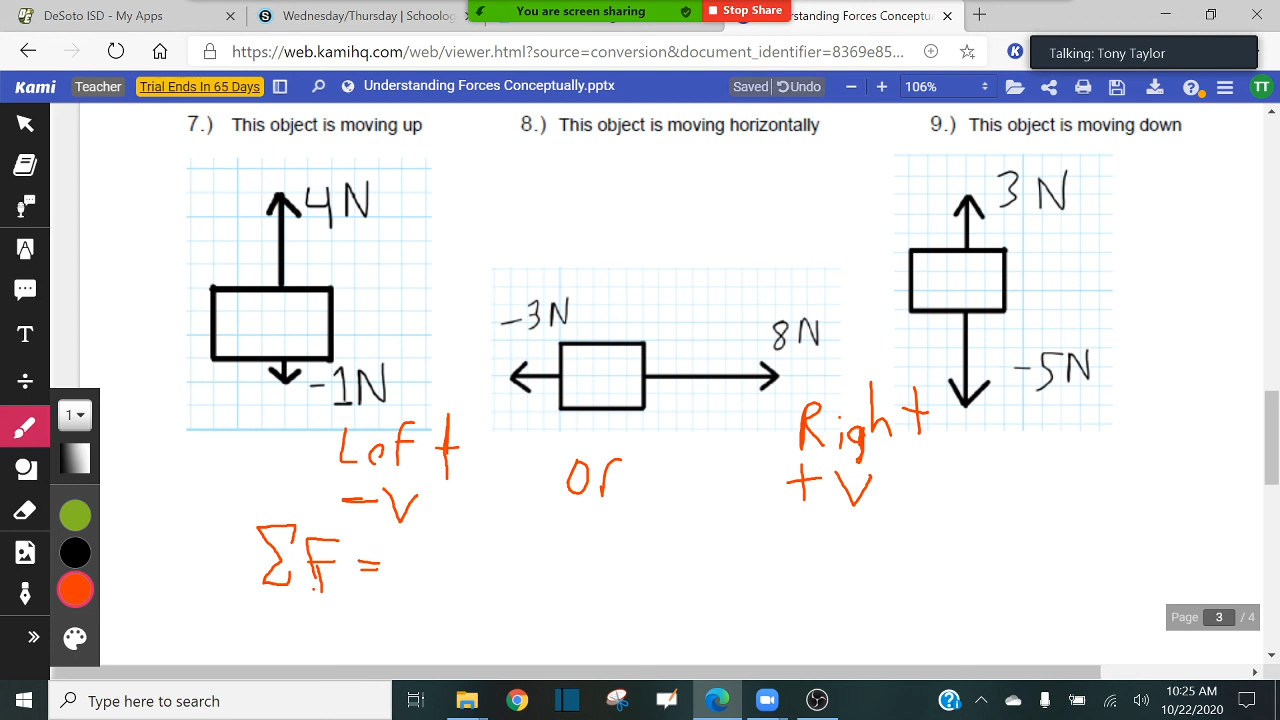 5D - My Apps
Wednesday/Thursday | Schoolog
You are screen sharing
Stop Share
nderstanding Forces Conceptua
https://web.kamihq.com/web/viewer.html?source=conversion&document_identifier=8369e85...
Talking: Tony Taylor
Kami
Teacher
Trial Ends In 65 Days
Understanding Forces Conceptually.pptx
Saved
Undo
106%
TT
7.) This object is moving up
8.) This object is moving horizontally
9.) This object is moving down
4N
-1N
-3N
8N
3N
-5N
Left
-V
or
Right
+V
ΣF =
1
Page 3 / 4
Type here to search
10:25 AM
10/22/2020